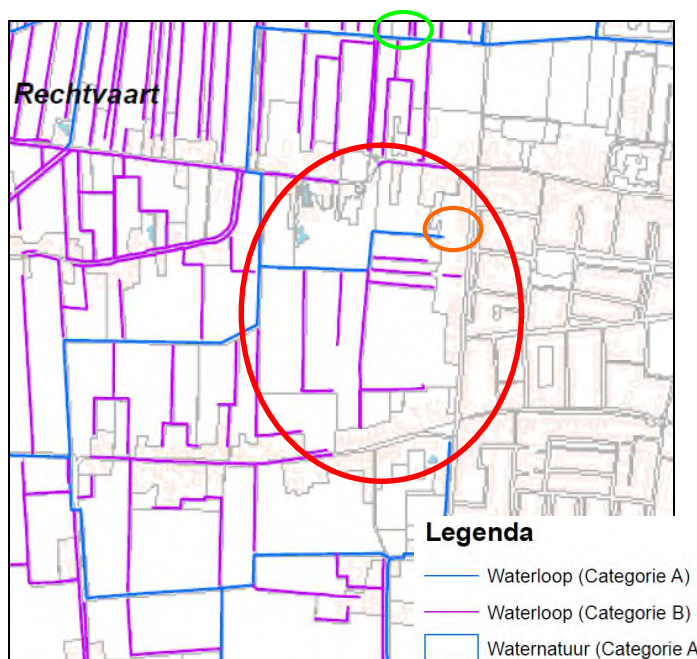 Rechtvaart
Legenda
Waterloop (Categorie A)
Waterloop (Categorie B)
Waternatuur (Categorie A